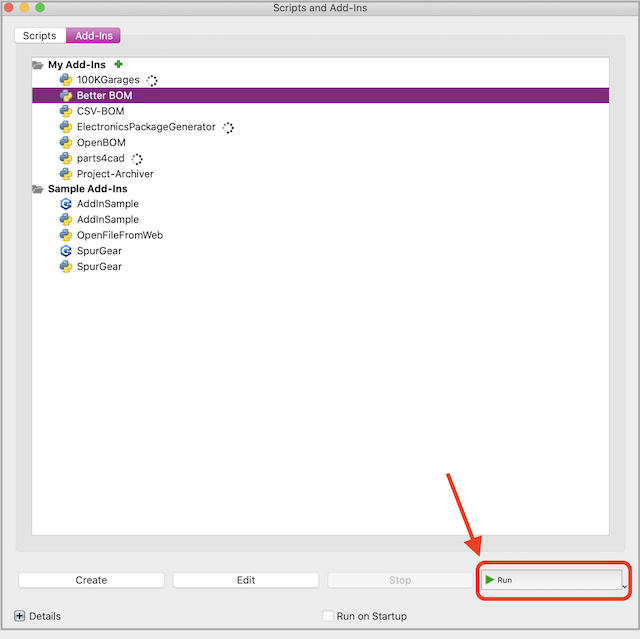 Scripts and Add-Ins
Scripts Add-Ins
My Add-Ins
100KGarages
Better BOM
CSV-BOM
ElectronicsPackageGenerator
OpenBOM
parts4cad
Project-Archiver
Sample Add-Ins
AddInSample
AddInSample
OpenFileFromWeb
SpurGear
SpurGear
Create Edit Stop Run
Details Run on Startup